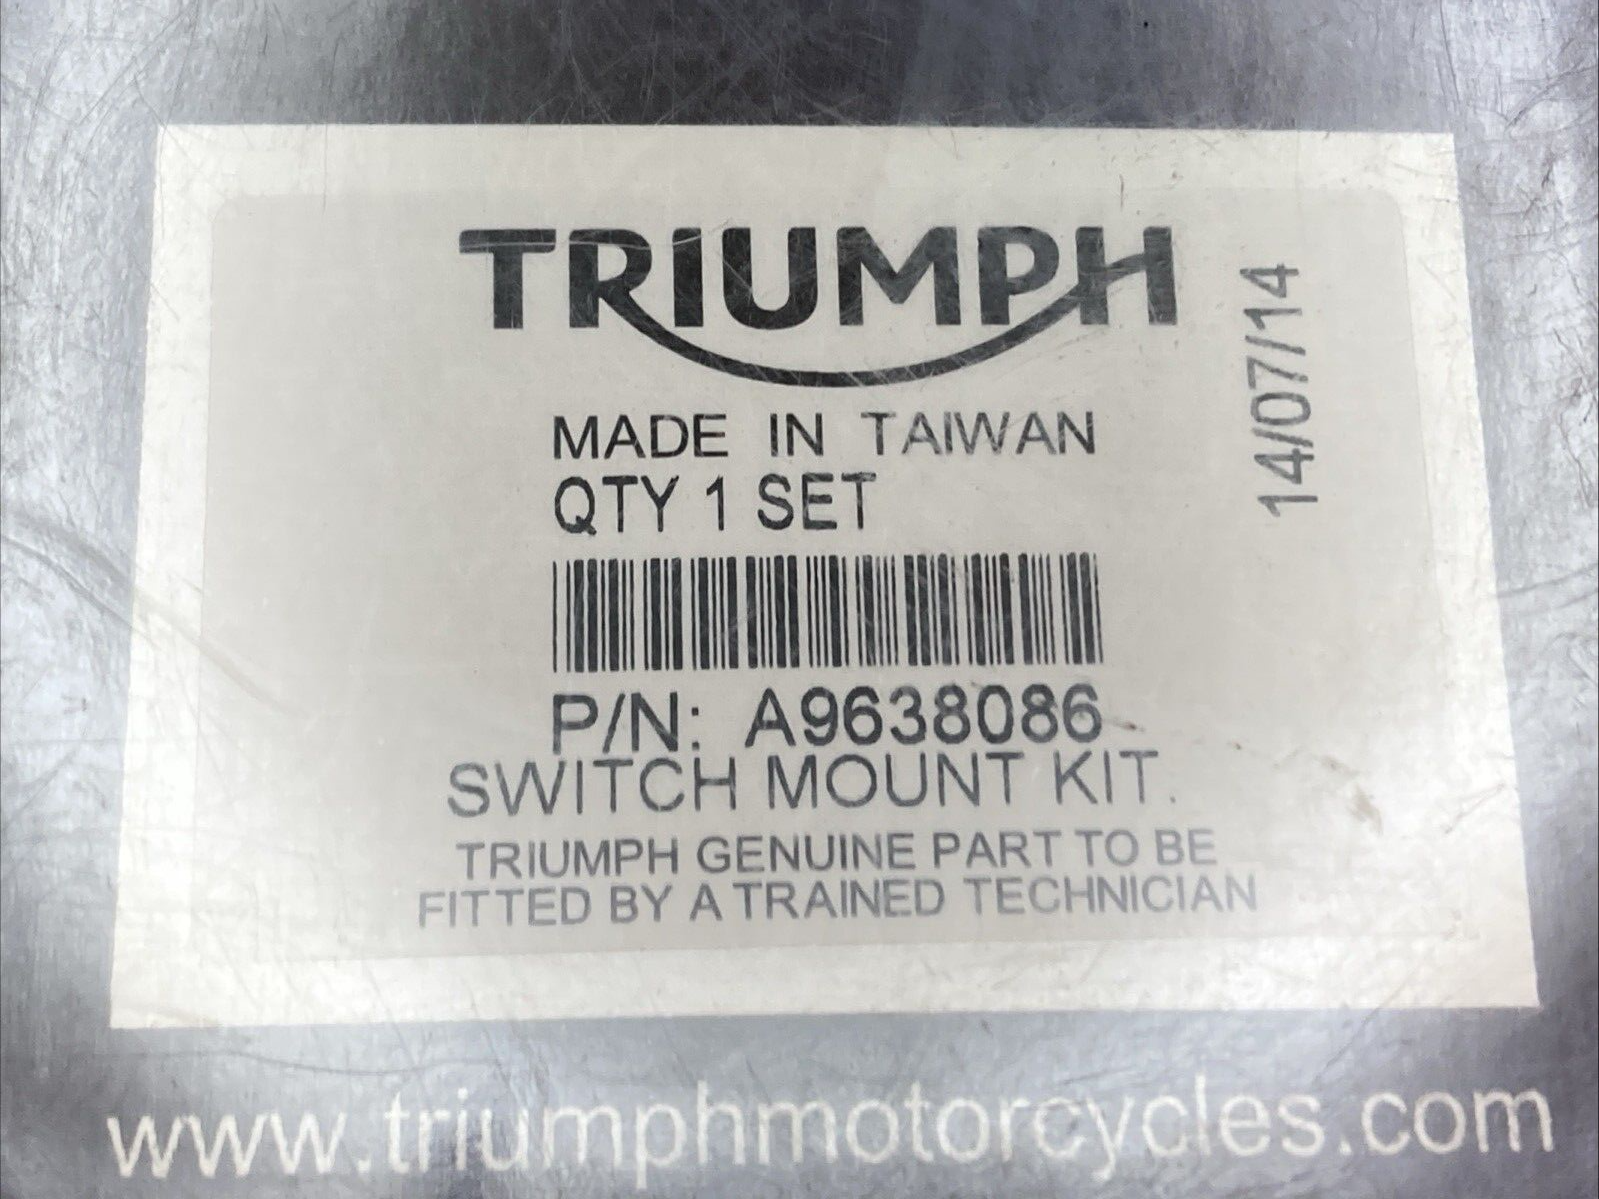 TRIUMPH
14/07/14
MADE IN TAIWAN
QTY 1 SET
P/N: A9638086
SWITCH MOUNT KIT.
TRIUMPH GENUINE PART TO BE
FITTED BY A TRAINED TECHNICIAN
www.triumphmotorcycles.com